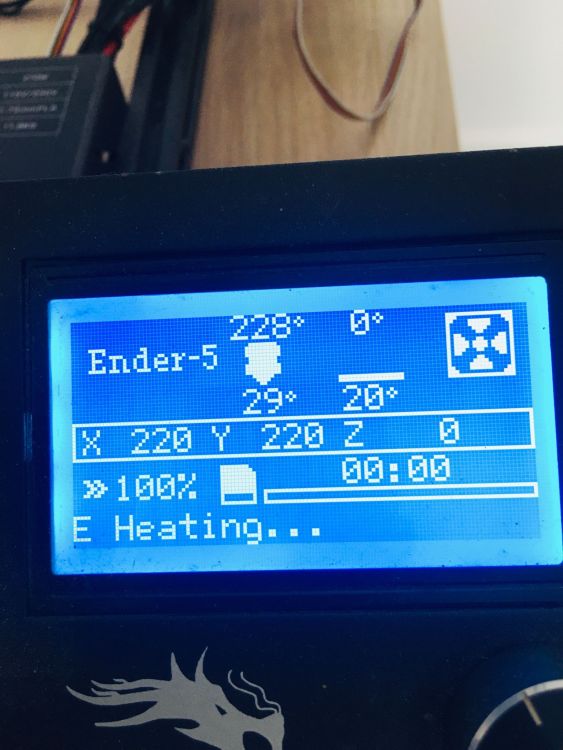 228° 0°
Ender-5
29° 20°
X 220 Y 220 Z 0
»100% 00:00
E Heating...